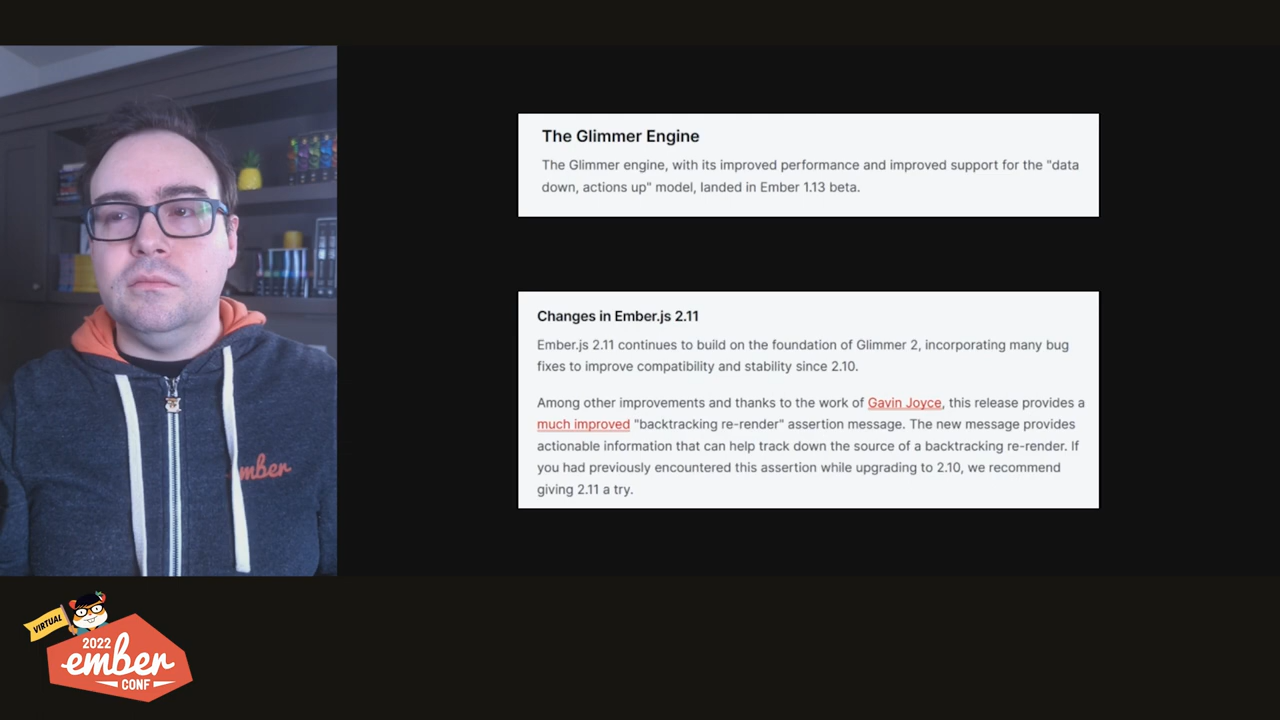 The Glimmer Engine
The Glimmer engine, with its improved performance and improved support for the "data
down, actions up" model, landed in Ember 1.13 beta.
Changes in Ember.js 2.11
Ember.js 2.11 continues to build on the foundation of Glimmer 2, incorporating many bug
fixes to improve compatibility and stability since 2.10.
Among other improvements and thanks to the work of Gavin Joyce, this release provides a
much improved "backtracking re-render" assertion message. The new message provides
actionable information that can help track down the source of a backtracking re-render. If
you had previously encountered this assertion while upgrading to 2.10, we recommend
giving 2.11 a try.
ember
VIRTUAL
2022
ember
CONF